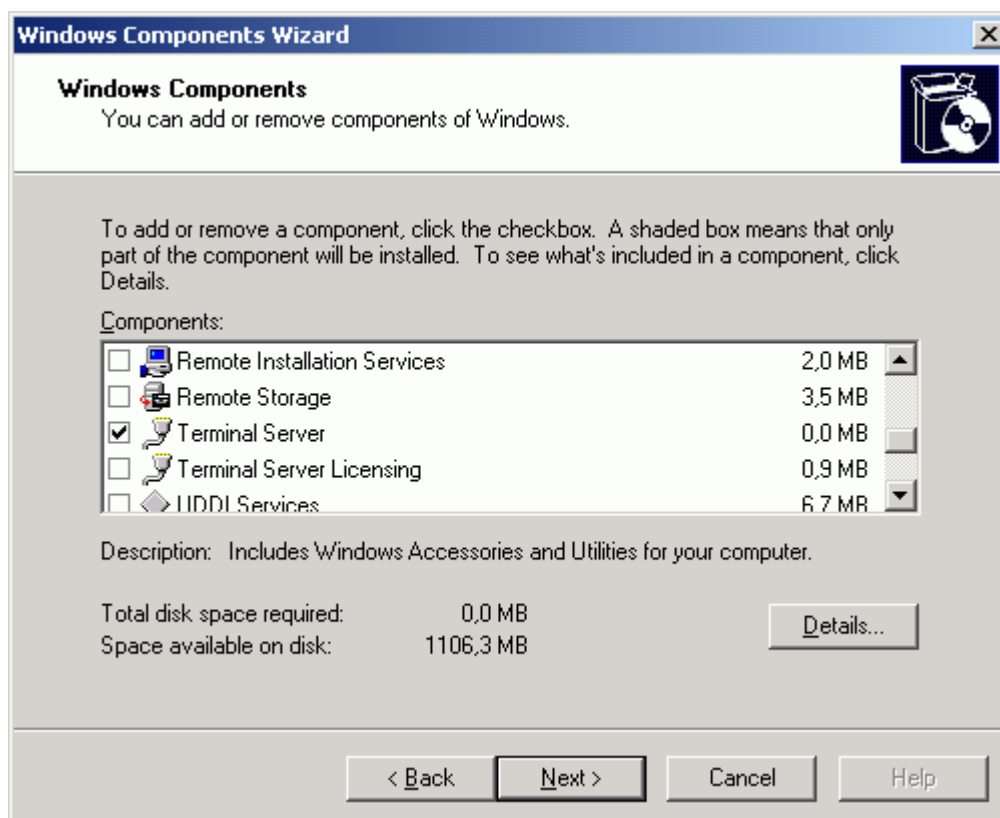 Windows Components Wizard
Windows Components
You can add or remove components of Windows.
To add or remove a component, click the checkbox. A shaded box means that only
part of the component will be installed. To see what's included in a component, click
Details.
Components:
Remote Installation Services 2,0 MB
Remote Storage 3,5 MB
Terminal Server 0,0 MB
Terminal Server Licensing 0,9 MB
UDDI Services 6,7 MB
Description: Includes Windows Accessories and Utilities for your computer.
Total disk space required: 0,0 MB
Space available on disk: 1106,3 MB
Details...
< Back Next > Cancel Help